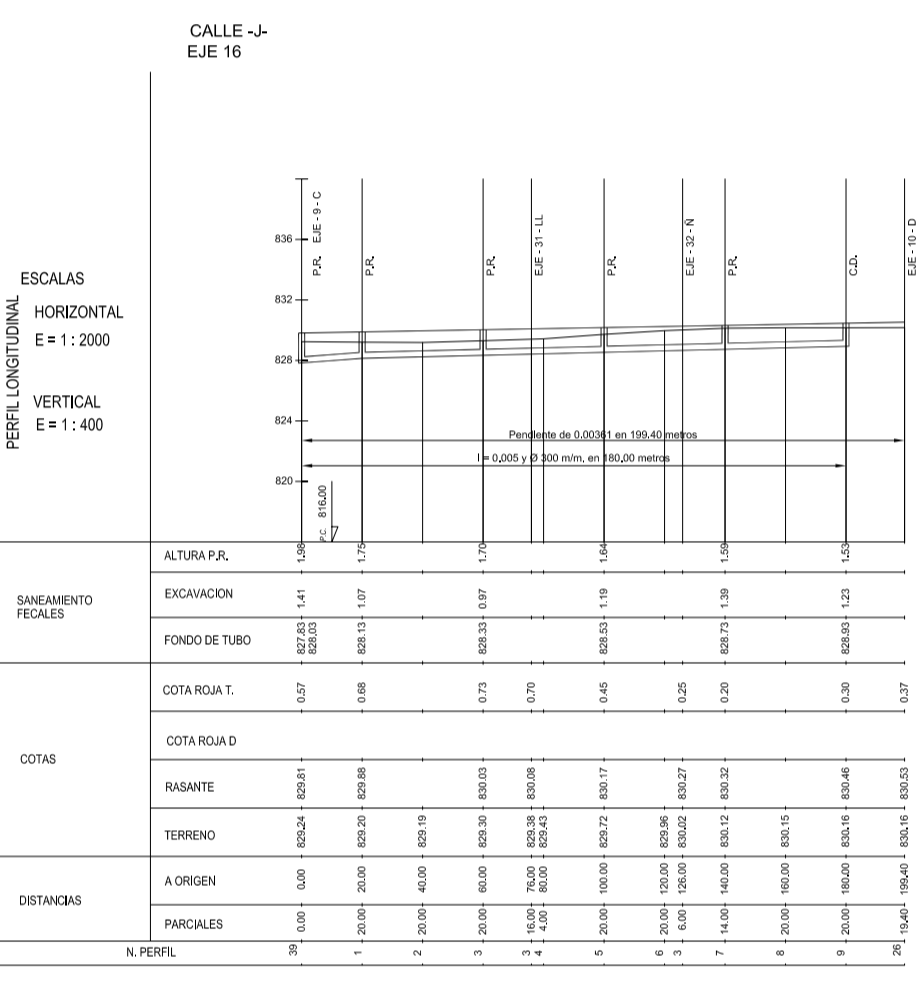 CALLE -J-
EJE 16
PERFIL LONGITUDINAL
ESCALAS
HORIZONTAL
E = 1 : 2000
VERTICAL
E = 1 : 400
836
832
828
824
820
P.R. EJE - 9 - C
P.R.
P.R.
EJE - 31 - LL
P.R.
EJE - 32 - Ñ
P.R.
C.D.
EJE - 10 - D
Pendiente de 0.00361 en 199.40 metros
I = 0.005 y Ø 300 m/m, en 180.00 metros
P.C. 816.00
SANEAMIENTO
FECALES
ALTURA P.R. 1.98 1.75 1.70 1.64 1.59 1.53
EXCAVACION 1.41 1.07 0.97 1.19 1.39 1.23
FONDO DE TUBO 827.83 828.03 828.13 828.33 828.53 828.73 828.93
COTAS
COTA ROJA T. 0.57 0.68 0.73 0.70 0.45 0.25 0.20 0.30 0.37
COTA ROJA D
RASANTE 829.81 829.88 830.03 830.08 830.17 830.27 830.32 830.46 830.53
TERRENO 829.24 829.20 829.19 829.30 829.38 829.43 829.72 829.96 830.02 830.12 830.15 830.16 830.16
DISTANCIAS
A ORIGEN 0.00 20.00 40.00 60.00 76.00 80.00 100.00 120.00 126.00 140.00 160.00 180.00 199.40
PARCIALES 0.00 20.00 20.00 20.00 16.00 4.00 20.00 20.00 6.00 14.00 20.00 20.00 19.40
N. PERFIL 39 1 2 3 3 4 5 6 3 7 8 9 26